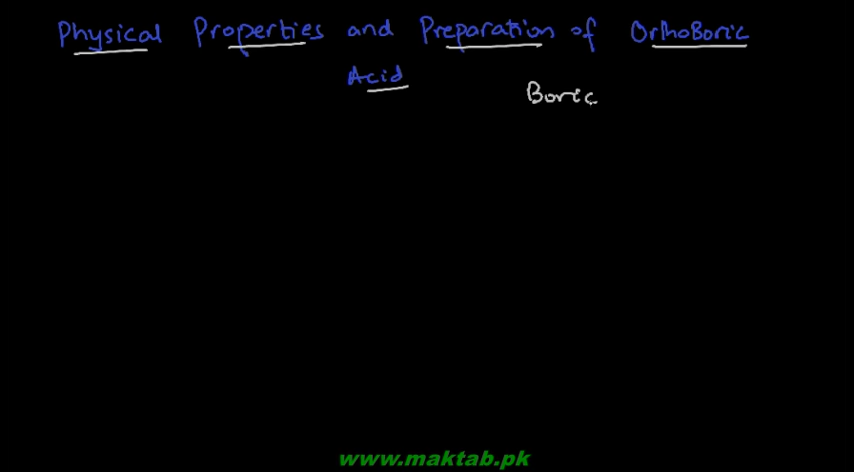 Physical Properties and Preparation of OrthoBoric
Acid
Boric
www.maktab.pk